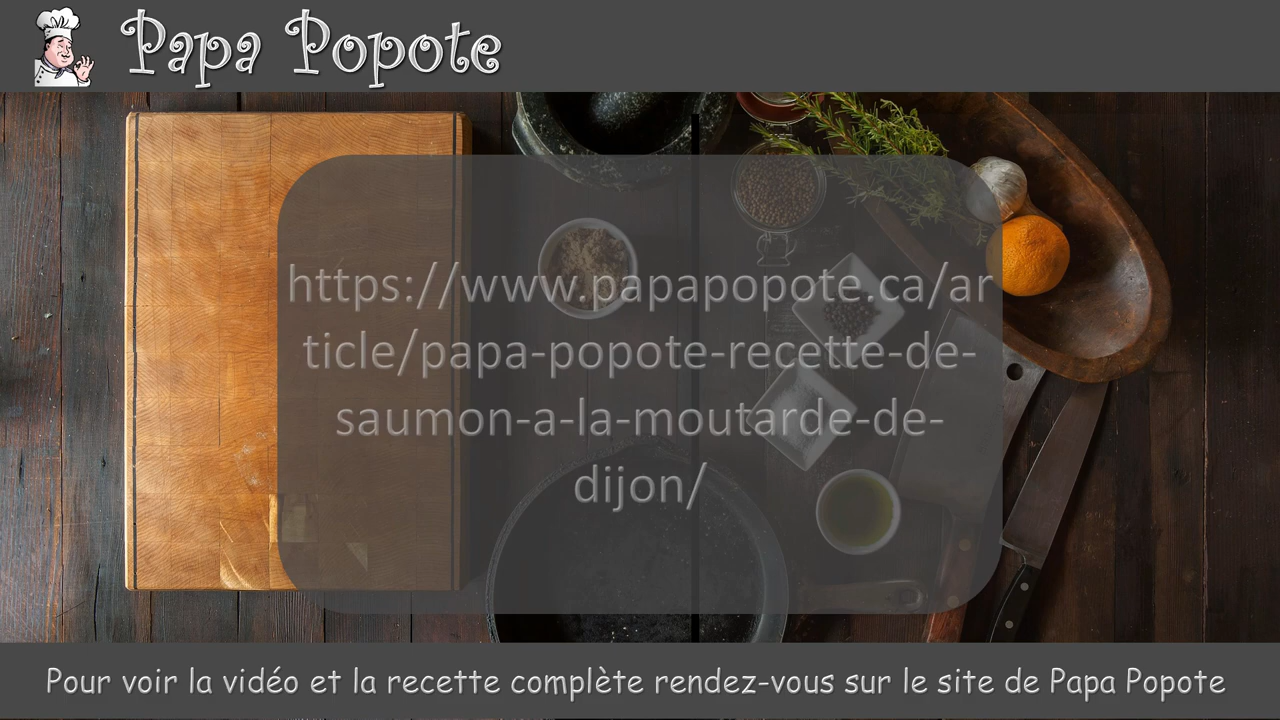 Papa Popote
https://www.papapopote.ca/ar
ticle/papa-popote-recette-de-
saumon-a-la-moutarde-de-
dijon/
Pour voir la vidéo et la recette complète rendez-vous sur le site de Papa Popote